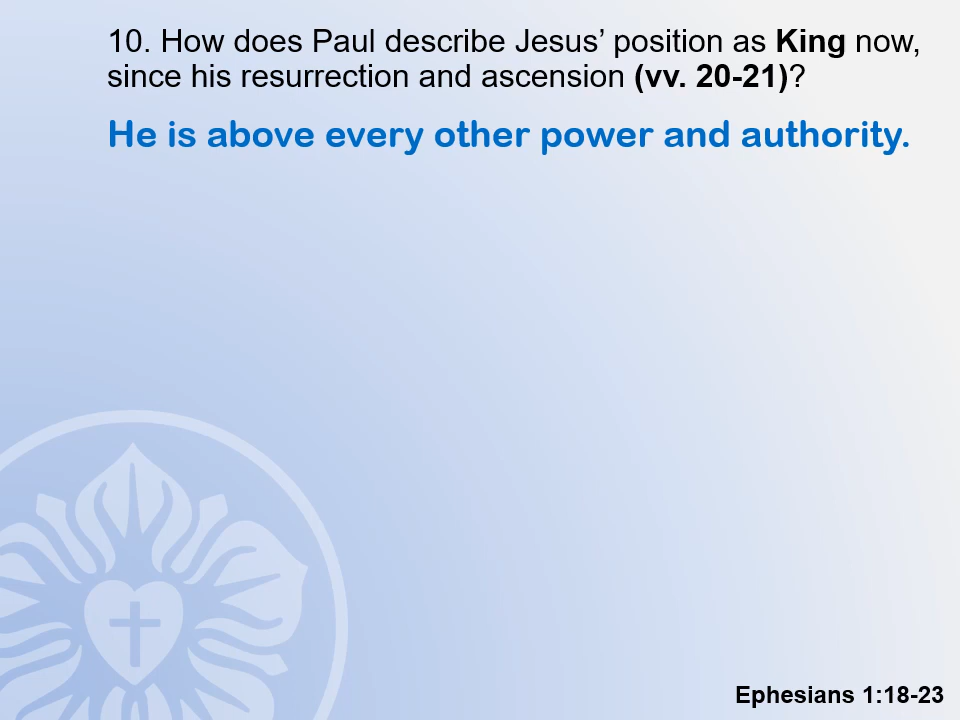 10. How does Paul describe Jesus’ position as King now,
since his resurrection and ascension (vv. 20-21)?
He is above every other power and authority.
Ephesians 1:18-23